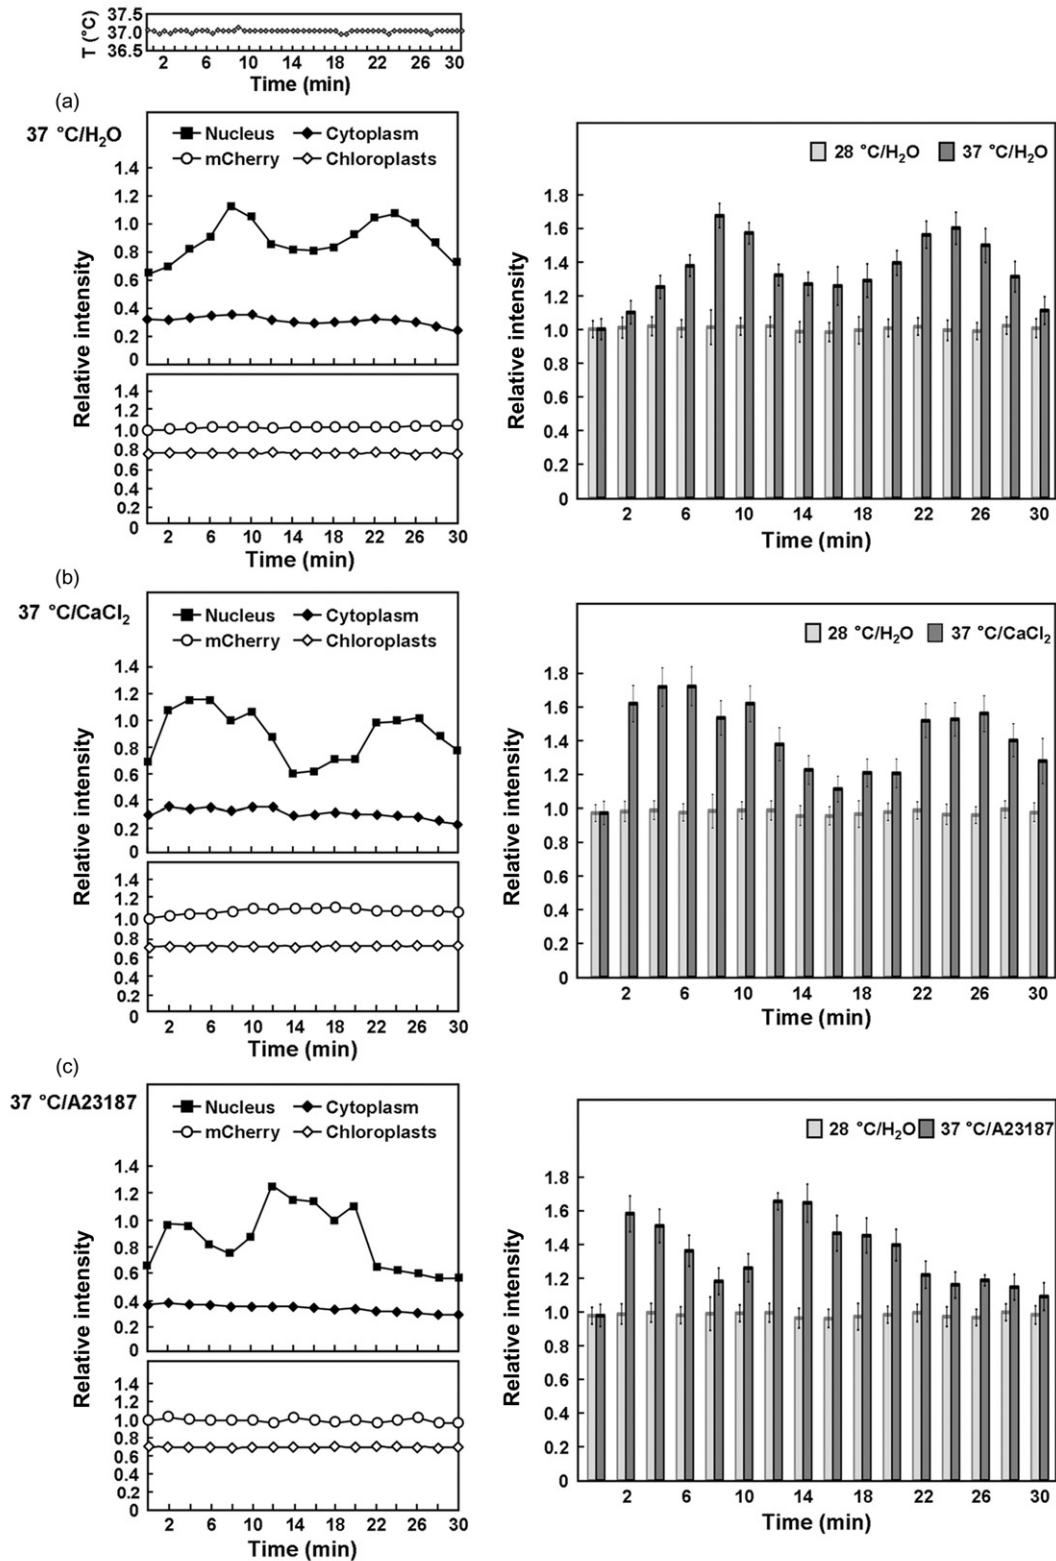 37.5
37.0
36.5
T (°C)
2 6 8 10 14 18 22 26 30
Time (min)
(a)
37 °C/H₂O
Nucleus Cytoplasm
mCherry Chloroplasts
1.4
1.2
1.0
0.8
0.6
0.4
0.2
0
1.4
1.2
1.0
0.8
0.6
0.4
0.2
0
Relative intensity
2 6 10 14 18 22 26 30
Time (min)
28 °C/H₂O 37 °C/H₂O
1.8
1.6
1.4
1.2
1.0
0.8
0.6
0.4
0.2
0
Relative intensity
2 6 10 14 18 22 26 30
Time (min)
(b)
37 °C/CaCl₂
Nucleus Cytoplasm
mCherry Chloroplasts
1.4
1.2
1.0
0.8
0.6
0.4
0.2
0
1.4
1.2
1.0
0.8
0.6
0.4
0.2
0
Relative intensity
2 6 10 14 18 22 26 30
Time (min)
28 °C/H₂O 37 °C/CaCl₂
1.8
1.6
1.4
1.2
1.0
0.8
0.6
0.4
0.2
0
Relative intensity
2 6 10 14 18 22 26 30
Time (min)
(c)
37 °C/A23187
Nucleus Cytoplasm
mCherry Chloroplasts
1.4
1.2
1.0
0.8
0.6
0.4
0.2
0
1.4
1.2
1.0
0.8
0.6
0.4
0.2
0
Relative intensity
2 6 10 14 18 22 26 30
Time (min)
28 °C/H₂O 37 °C/A23187
1.8
1.6
1.4
1.2
1.0
0.8
0.6
0.4
0.2
0
Relative intensity
2 6 10 14 18 22 26 30
Time (min)